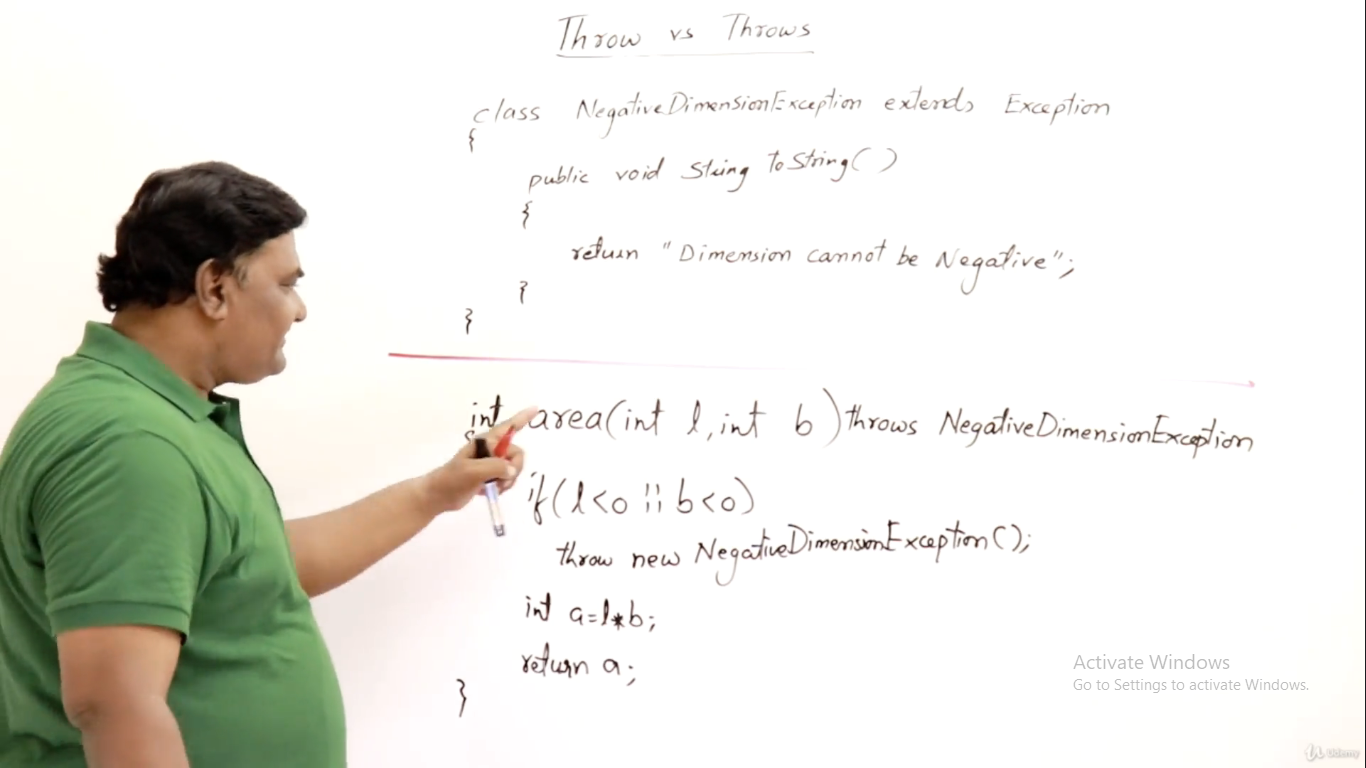 Throw vs Throws
class NegativeDimensionException extends Exception
{
public void String toString( )
{
return "Dimension cannot be Negative";
}
}
int area(int l, int b) throws NegativeDimensionException
{
if(l<0 || b<0)
throw new NegativeDimensionException();
int a=l*b;
return a;
}
Activate Windows
Go to Settings to activate Windows.
Udemy